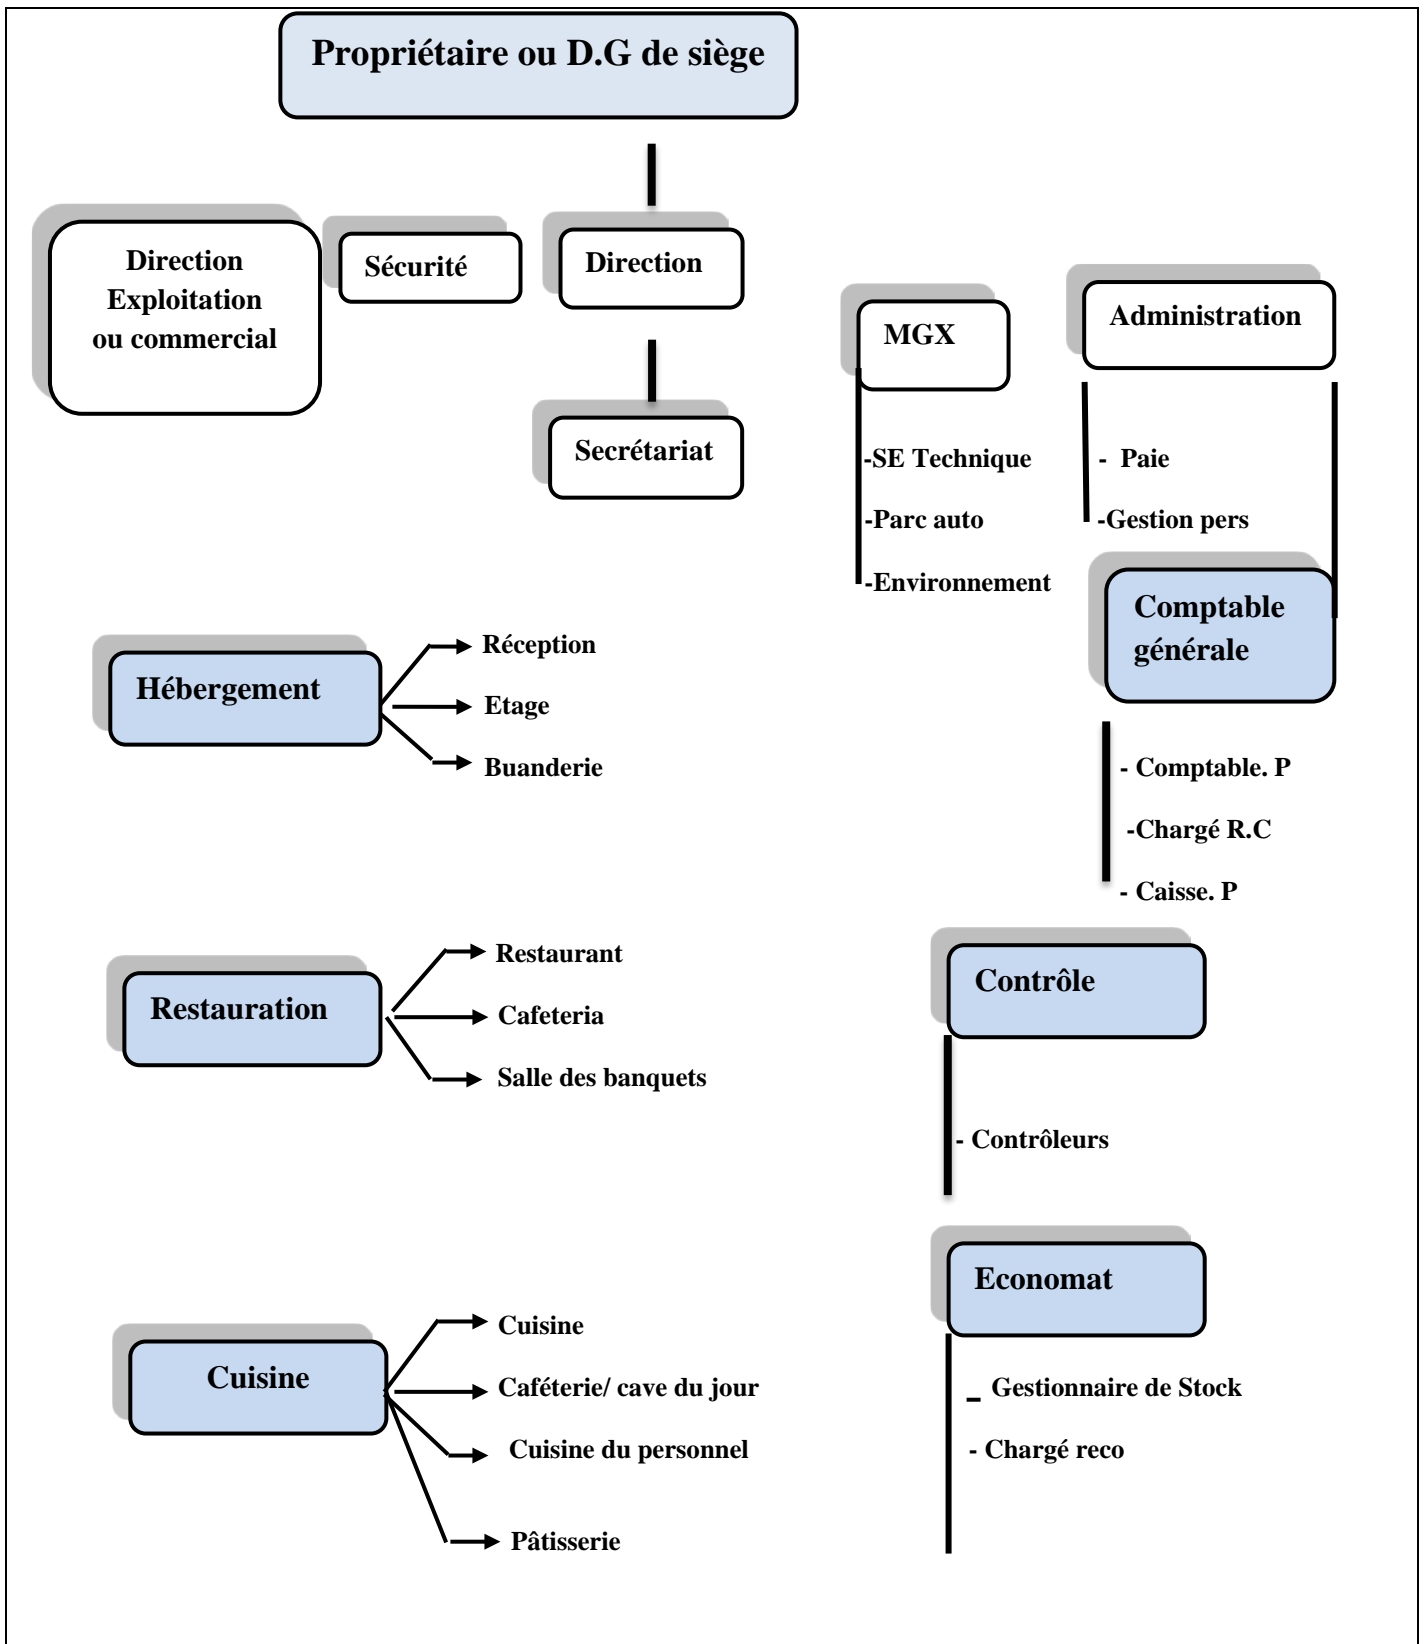 Propriétaire ou D.G de siège
Direction
Exploitation
ou commercial
Sécurité
Direction
MGX
Administration
Secrétariat
-SE Technique
-Parc auto
-Environnement
- Paie
-Gestion pers
Comptable
générale
- Comptable. P
-Chargé R.C
- Caisse. P
Hébergement
Réception
Etage
Buanderie
Restauration
Restaurant
Cafeteria
Salle des banquets
Contrôle
- Contrôleurs
Economat
- Gestionnaire de Stock
- Chargé reco
Cuisine
Cuisine
Caféterie/ cave du jour
Cuisine du personnel
Pâtisserie